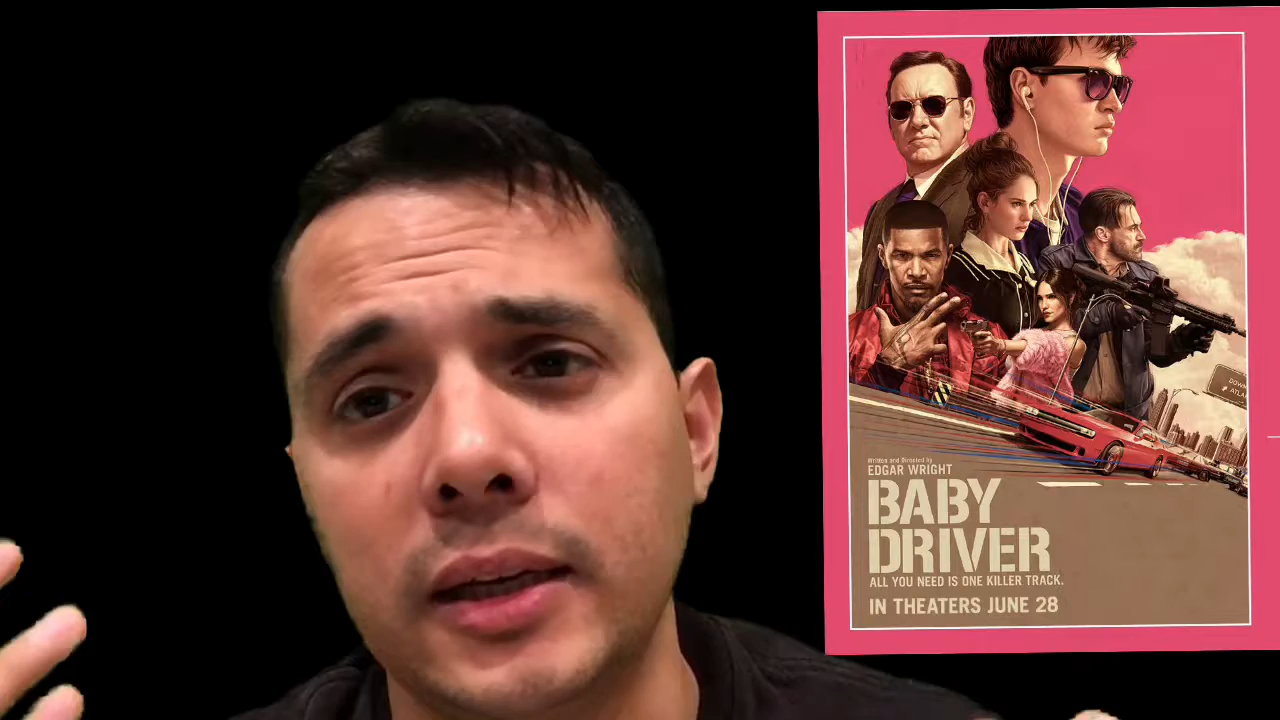 Written and Directed by
EDGAR WRIGHT
BABY
DRIVER
ALL YOU NEED IS ONE KILLER TRACK.
IN THEATERS JUNE 28